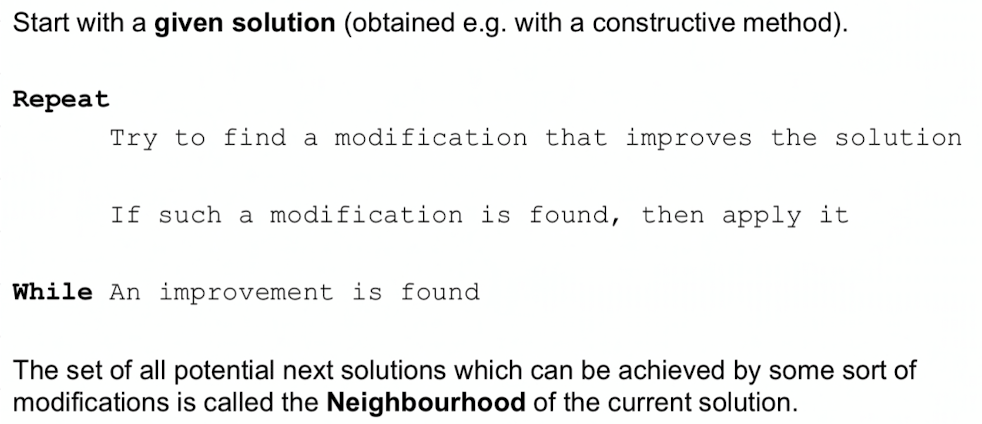 Start with a given solution (obtained e.g. with a constructive method).
Repeat
Try to find a modification that improves the solution
If such a modification is found, then apply it
While An improvement is found
The set of all potential next solutions which can be achieved by some sort of
modifications is called the Neighbourhood of the current solution.